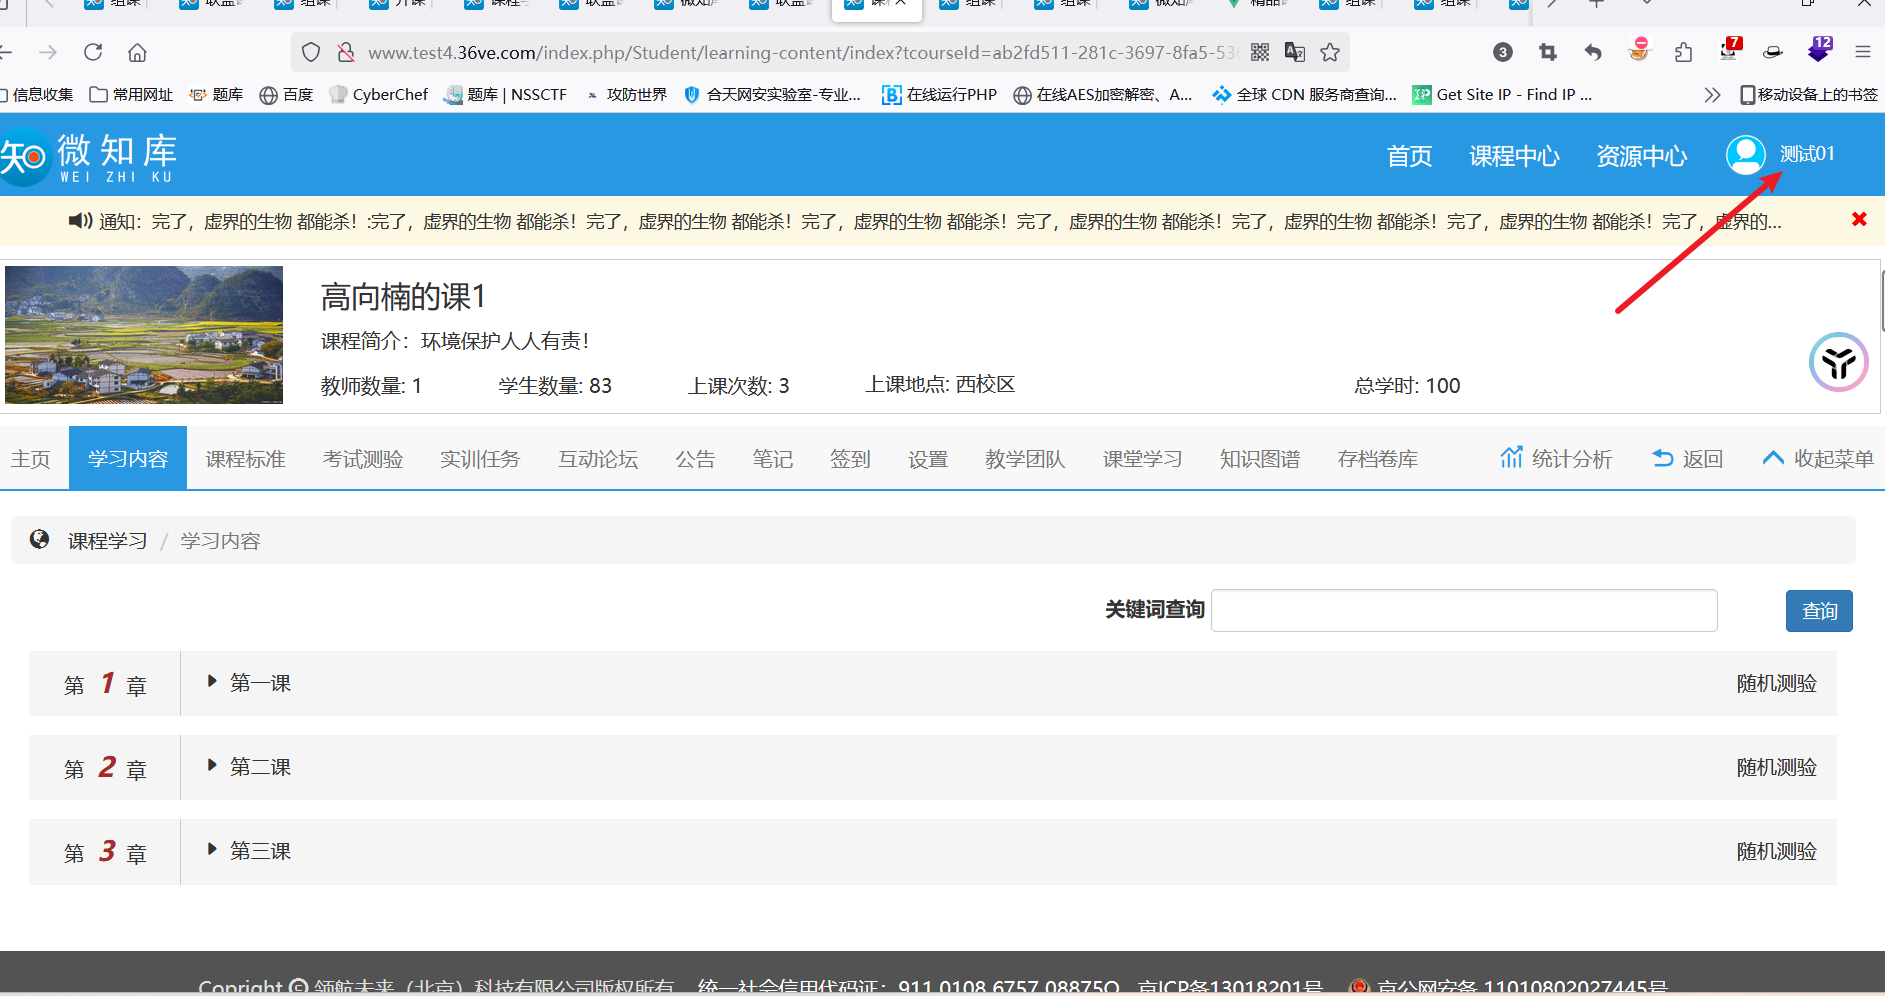 www.test4.36ve.com/index.php/Student/learning-content/index?tcourseId=ab2fd511-281c-3697-8fa5-53 3 7 12
信息收集 常用网址 题库 百度 CyberChef 题库 | NSSCTF 攻防世界 合天网安实验室-专业... 在线运行PHP 在线AES加密解密、A... 全球 CDN 服务商查询... Get Site IP - Find IP ... 移动设备上的书签
知 微知库 首页 课程中心 资源中心 测试01
WEI ZHI KU
通知：完了，虚界的生物 都能杀！:完了，虚界的生物 都能杀！完了，虚界的生物 都能杀！完了，虚界的生物 都能杀！完了，虚界的生物 都能杀！完了，虚界的生物 都能杀！完了，虚界的生物 都能杀！完了，虚界的...
高向楠的课1
课程简介：环境保护人人有责！
教师数量: 1 学生数量: 83 上课次数: 3 上课地点: 西校区 总学时: 100
主页 学习内容 课程标准 考试测验 实训任务 互动论坛 公告 笔记 签到 设置 教学团队 课堂学习 知识图谱 存档卷库 统计分析 返回 收起菜单
课程学习 / 学习内容
关键词查询 查询
第 1 章 第一课 随机测验
第 2 章 第二课 随机测验
第 3 章 第三课 随机测验
Copright © 领航未来（北京）科技有限公司版权所有 统一社会信用代码证：911 0108 6757 08875Q 京ICP备13018201号 京公网安备 11010802027445号